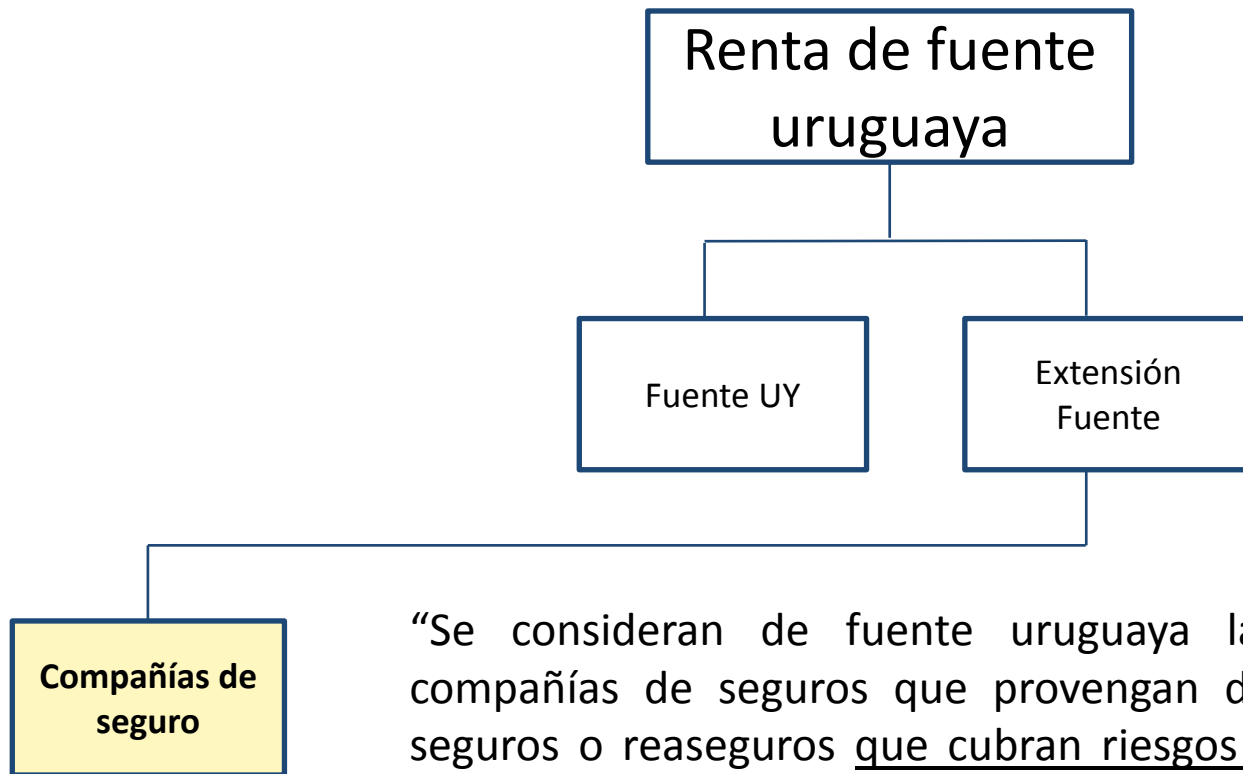 Renta de fuente
uruguaya
Fuente UY
Extensión
Fuente
Compañías de
seguro
“Se consideran de fuente uruguaya
compañías de seguros que provengan
seguros o reaseguros que cubran riesgos